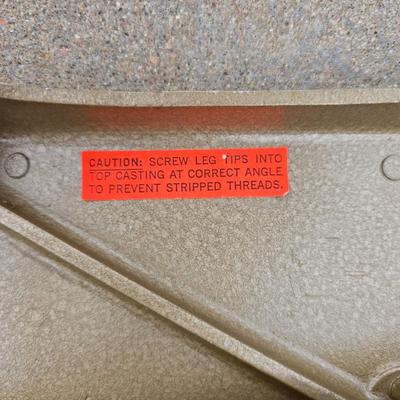 CAUTION: SCREW LEG TIPS INTO
TOP CASTING AT CORRECT ANGLE
TO PREVENT STRIPPED THREADS.